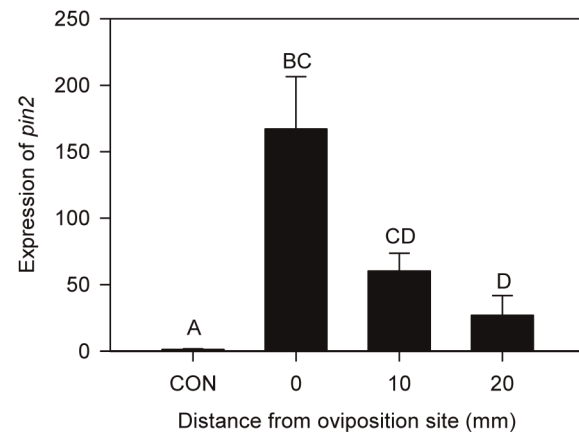 250
200
150
100
50
0
Expression of pin2
A
BC
CD
D
CON 0 10 20
Distance from oviposition site (mm)